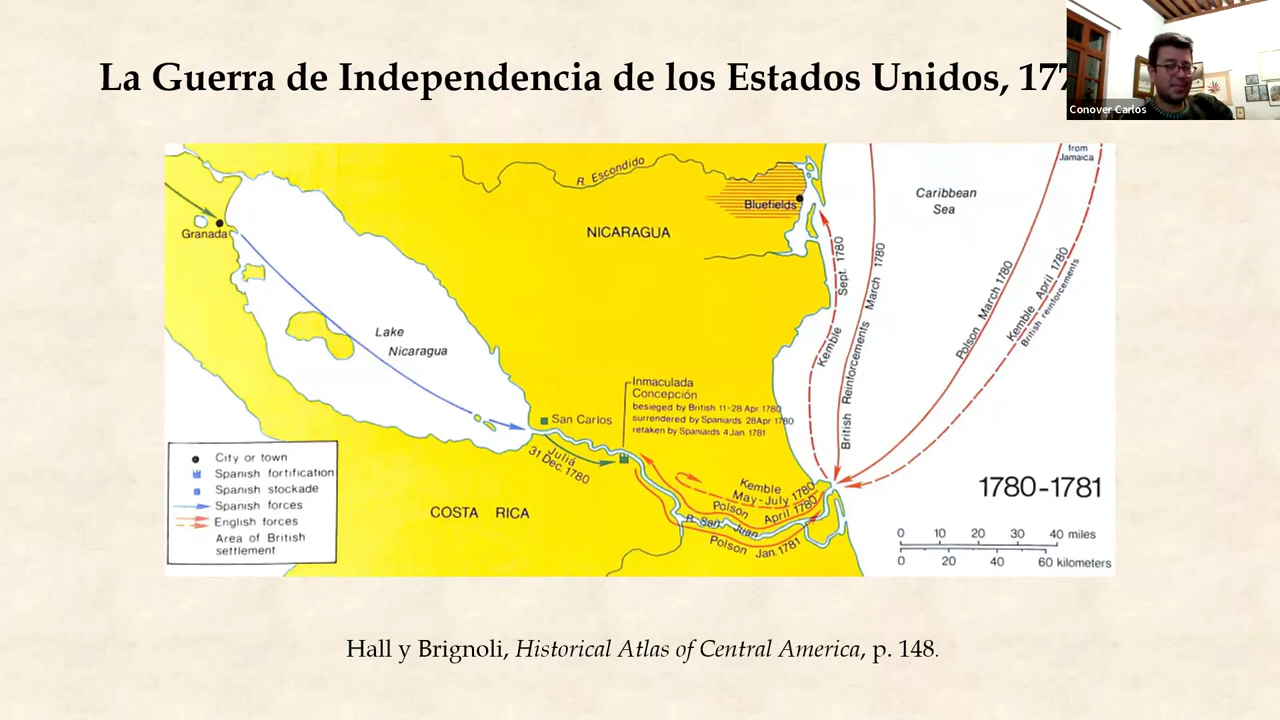 La Guerra de Independencia de los Estados Unidos, 177
Conover Carlos
from
Jamaica
R. Escondido
Caribbean
Sea
Bluefields
NICARAGUA
Granada
Lake
Nicaragua
Kemble Sept. 1780
British Reinforcements March 1780
Polson March 1780
Kemble April 1780
British reinforcements
Inmaculada
Concepción
besieged by British 11-28 Apr. 1780
surrendered by Spaniards 28 Apr 1780
retaken by Spaniards 4 Jan. 1781
San Carlos
Julia
31 Dec. 1780
Kemble
May-July 1780
Polson April 1780
R. San Juan
Polson Jan. 1781
COSTA RICA
1780-1781
City or town
Spanish fortification
Spanish stockade
Spanish forces
English forces
Area of British
settlement
0 10 20 30 40 miles
0 20 40 60 kilometers
Hall y Brignoli, Historical Atlas of Central America, p. 148.